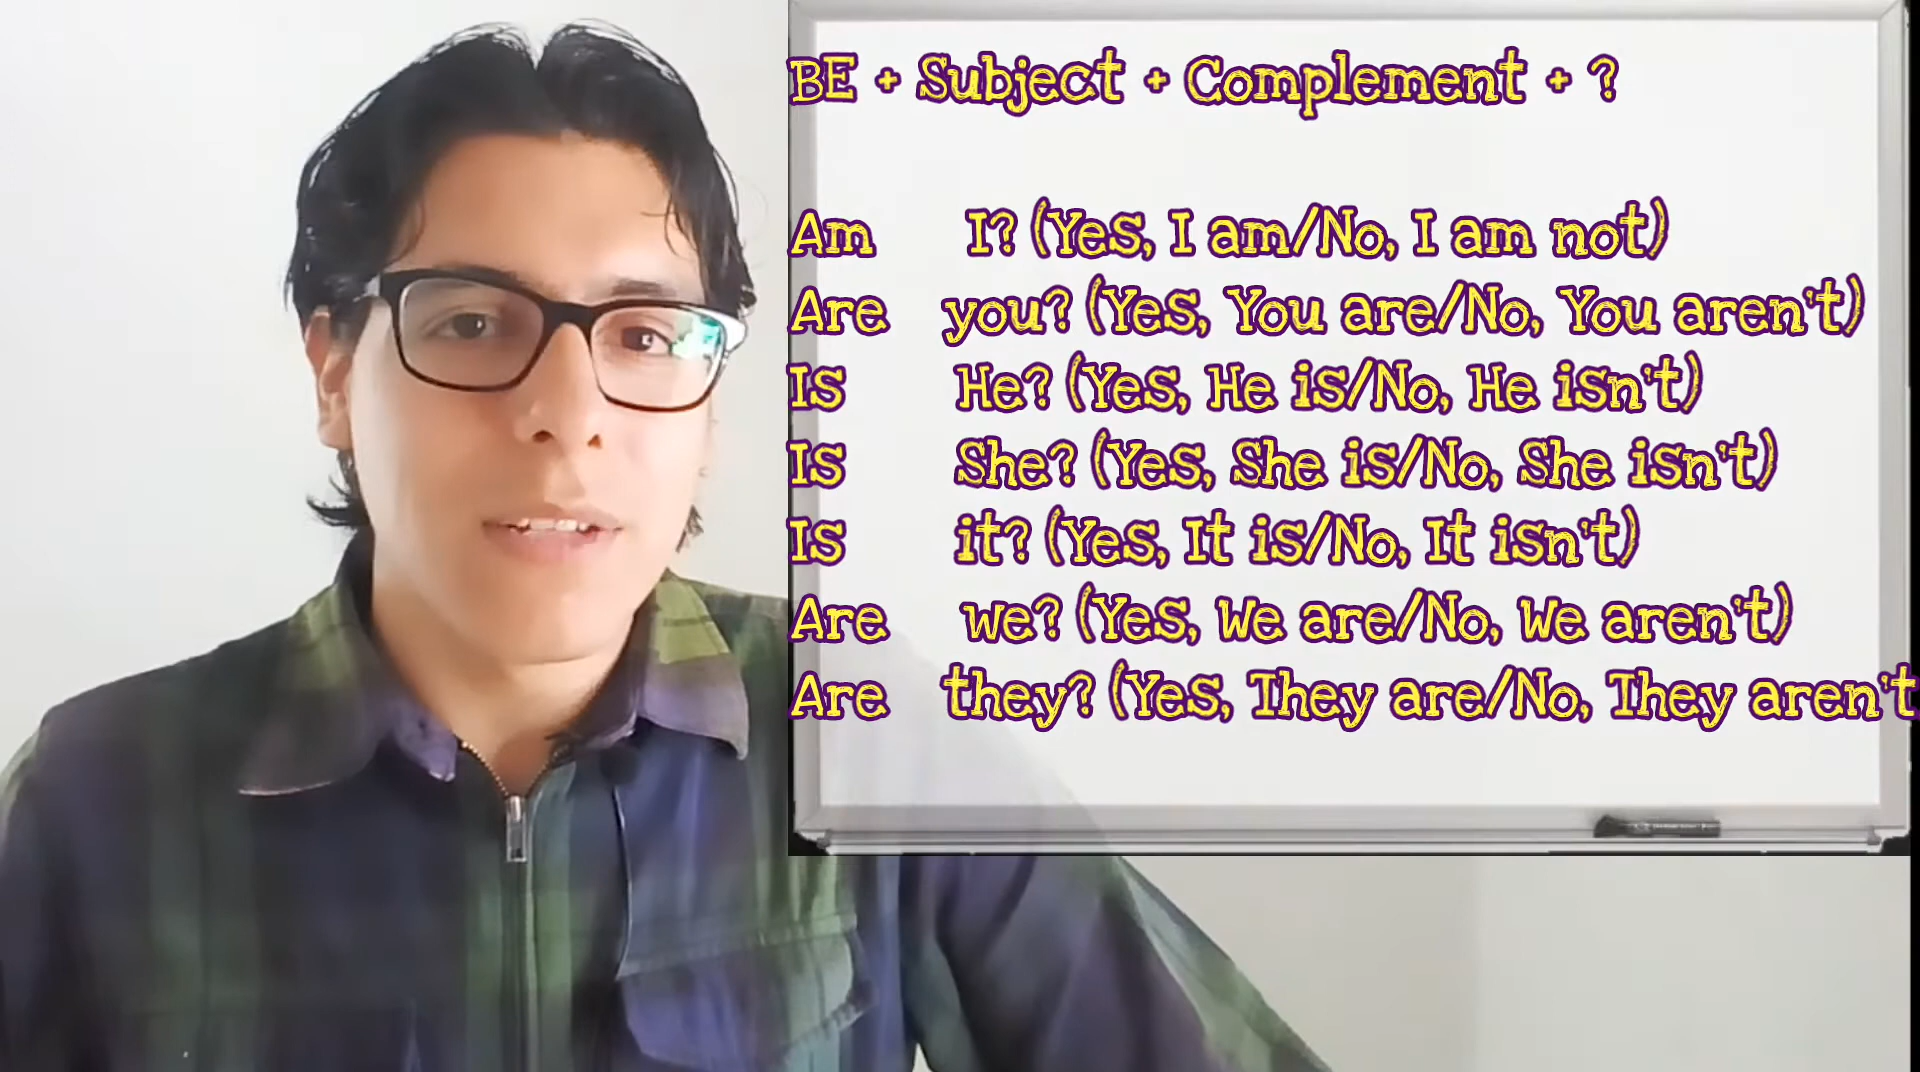 BE + Subject + Complement + ?
Am I? (Yes, I am/No, I am not)
Are you? (Yes, You are/No, You aren't)
Is He? (Yes, He is/No, He isn't)
Is She? (Yes, She is/No, She isn't)
Is it? (Yes, It is/No, It isn't)
Are we? (Yes, We are/No, We aren't)
Are they? (Yes, They are/No, They aren't